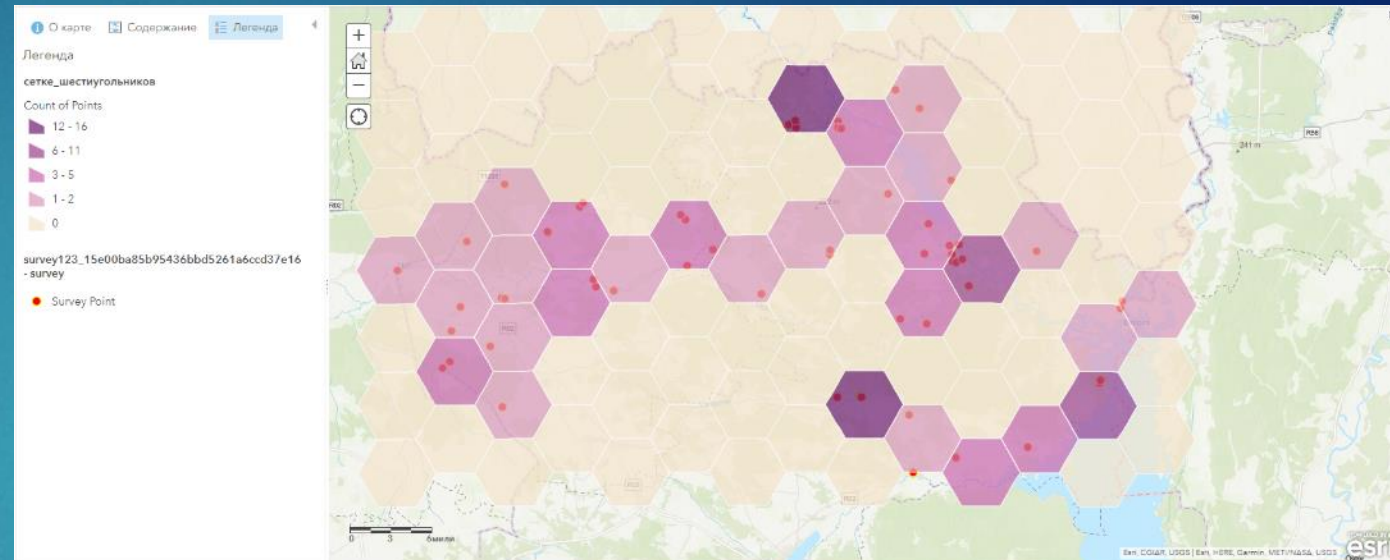 О карте Содержание Легенда
Легенда
сетке_шестиугольников
Count of Points
12 - 16
6 - 11
3 - 5
1 - 2
0
survey123_15e00ba85b95436bbd5261a6ccd37e16
- survey
Survey Point
+
−
241 m
0 3 6мили
Esri, CGIAR, USGS | Esri, HERE, Garmin, METI/NASA, USGS
esri